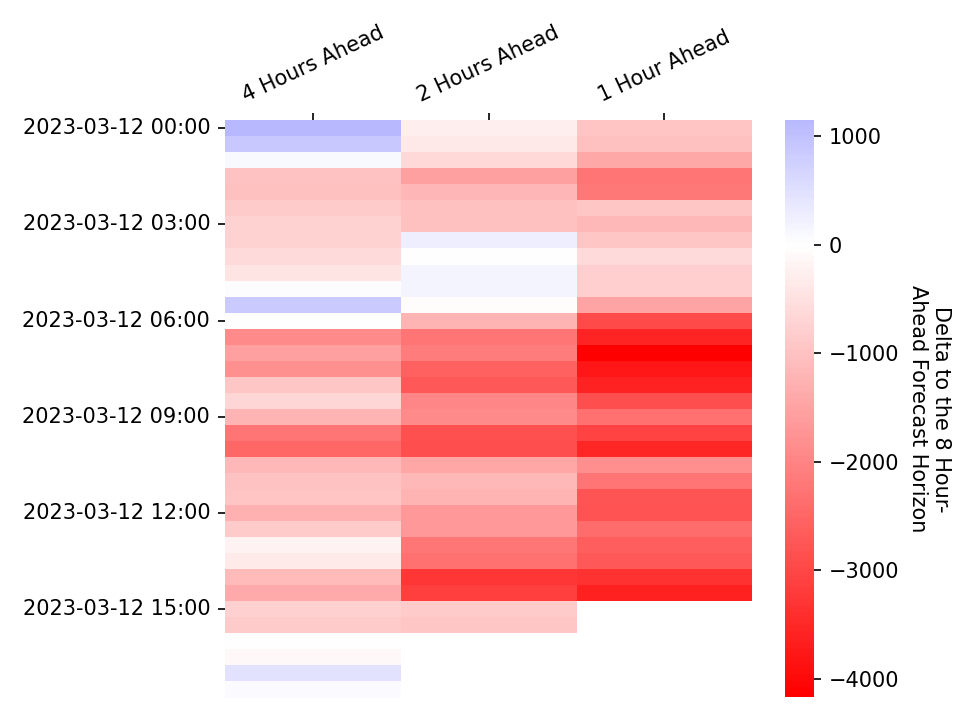 4 Hours Ahead
2 Hours Ahead
1 Hour Ahead
2023-03-12 00:00
2023-03-12 03:00
2023-03-12 06:00
2023-03-12 09:00
2023-03-12 12:00
2023-03-12 15:00
1000
0
−1000
−2000
−3000
−4000
Delta to the 8 Hour-
Ahead Forecast Horizon